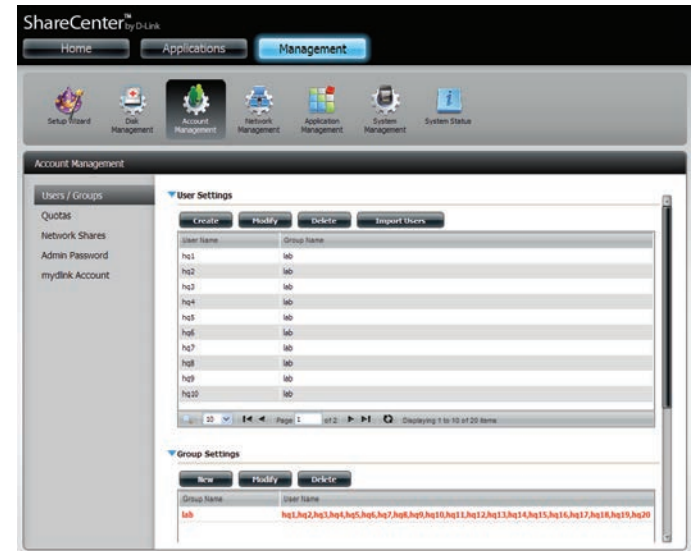 ShareCenter™ by D-Link
Home Applications Management
Setup Wizard Disk Management Account Management Network Management Application Management System Management System Status
Account Management
Users / Groups
Quotas
Network Shares
Admin Password
mydlink Account
User Settings
Create Modify Delete Import Users
User Name Group Name
hq1 lab
hq2 lab
hq3 lab
hq4 lab
hq5 lab
hq6 lab
hq7 lab
hq8 lab
hq9 lab
hq10 lab
10 Page 1 of 2 Displaying 1 to 10 of 20 items
Group Settings
New Modify Delete
Group Name User Name
lab hq1,hq2,hq3,hq4,hq5,hq6,hq7,hq8,hq9,hq10,hq11,hq12,hq13,hq14,hq15,hq16,hq17,hq18,hq19,hq20